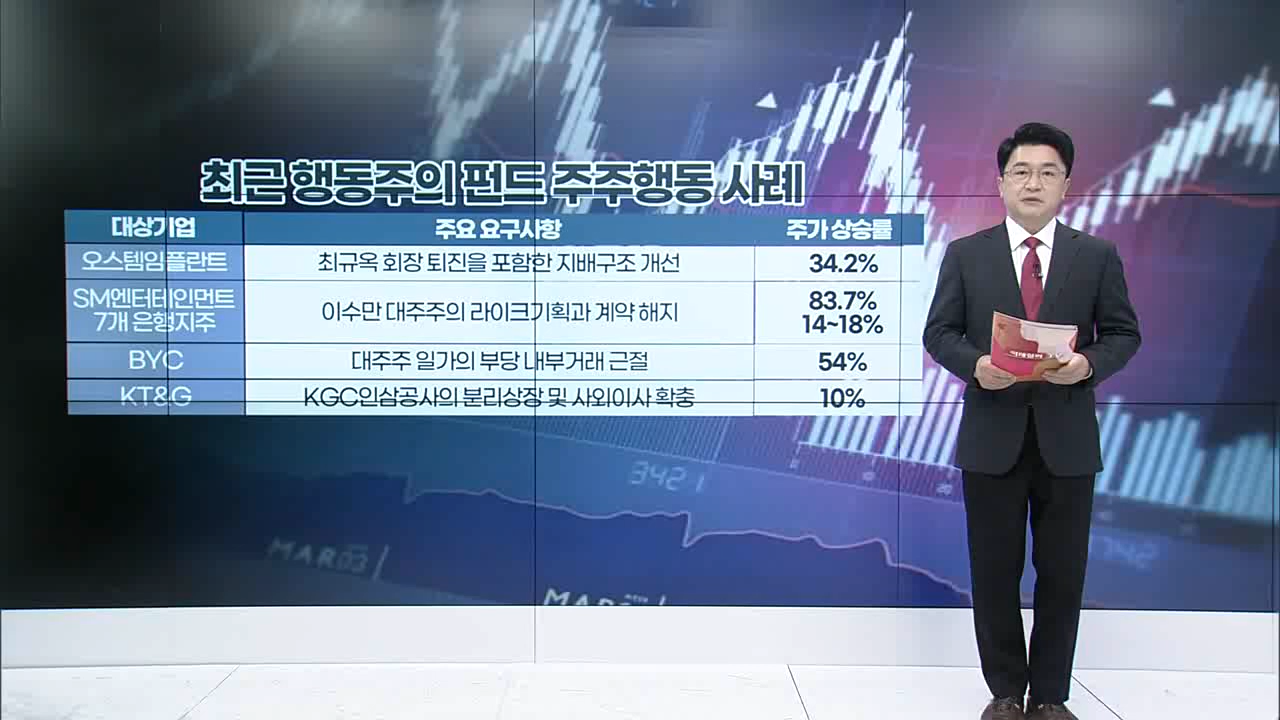 최근 행동주의 펀드 주주행동 사례
대상기업 주요 요구사항 주가 상승률
오스템임플란트 최규옥 회장 퇴진을 포함한 지배구조 개선 34.2%
SM엔터테인먼트 83.7%
이수만 대주주의 라이크기획과 계약 해지
7개 은행지주 14~18%
BYC 대주주 일가의 부당 내부거래 근절 54%
KT&G KGC인삼공사의 분리상장 및 사외이사 확충 10%
3421
MAR
03
MAR